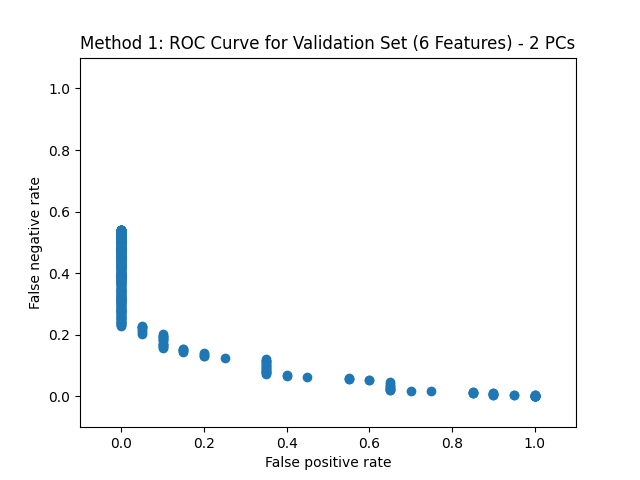 Method 1: ROC Curve for Validation Set (6 Features) - 2 PCs
1.0
0.8
0.6
0.4
0.2
0.0
False negative rate
0.0 0.2 0.4 0.6 0.8 1.0
False positive rate